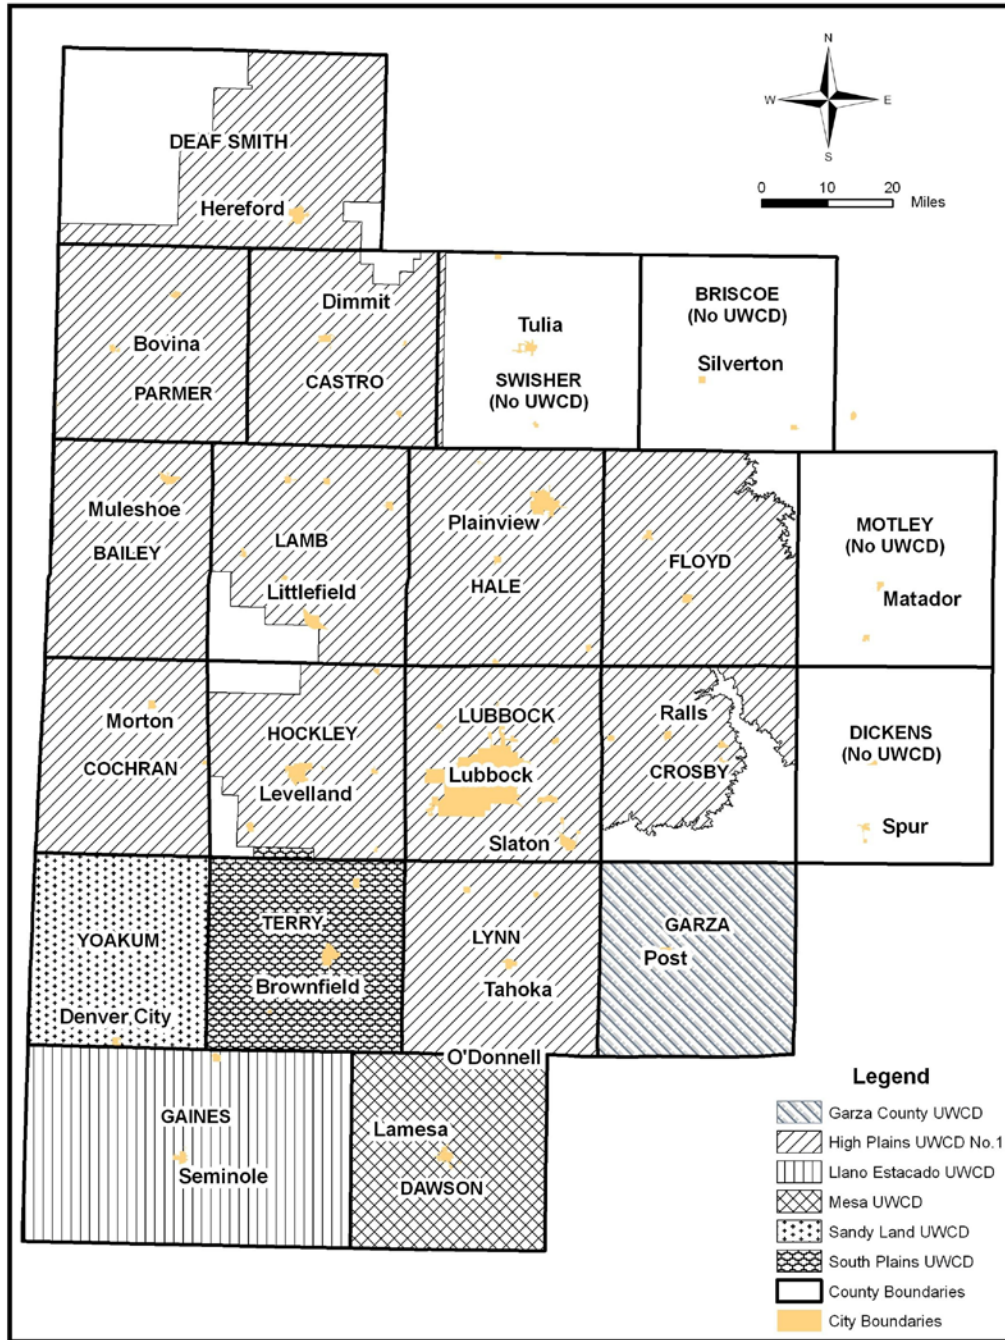 N
W
E
S
0
10
20
Miles
DEAF SMITH
Hereford
Dimmit
Bovina
PARMER
CASTRO
Tulia
SWISHER
(No UWCD)
BRISCOE
(No UWCD)
Silverton
Muleshoe
BAILEY
LAMB
Littlefield
Plainview
HALE
FLOYD
MOTLEY
(No UWCD)
Matador
Morton
COCHRAN
HOCKLEY
Levelland
LUBBOCK
Lubbock
Slaton
Ralls
CROSBY
DICKENS
(No UWCD)
Spur
YOAKUM
Denver City
TERRY
Brownfield
LYNN
Tahoka
O'Donnell
GARZA
Post
GAINES
Seminole
Lamesa
DAWSON
Legend
Garza County UWCD
High Plains UWCD No.1
Llano Estacado UWCD
Mesa UWCD
Sandy Land UWCD
South Plains UWCD
County Boundaries
City Boundaries